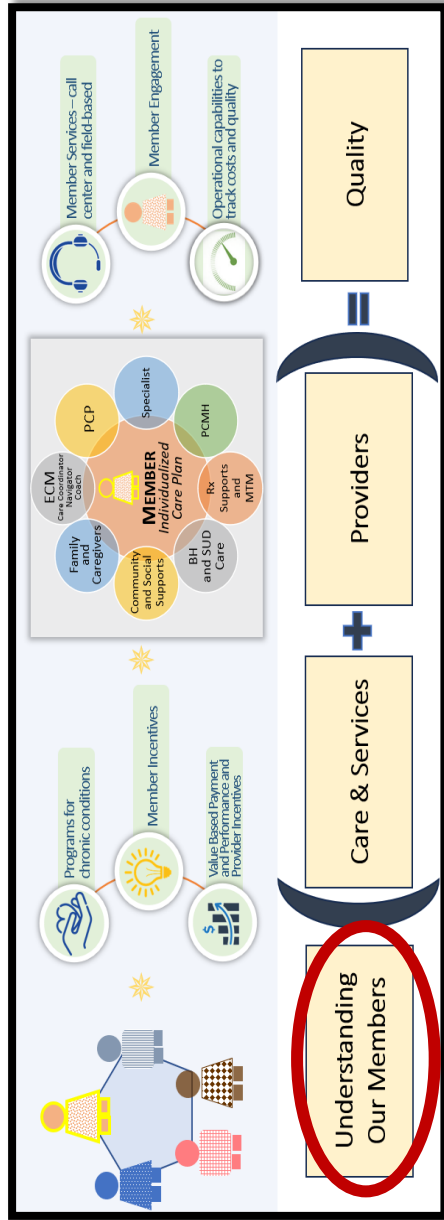 Programs for
chronic conditions
Member Incentives
$
Value Based Payment
and Performance and
Provider Incentives
ECM
Care Coordinator
Navigator
Coach
PCP
Specialist
PCMH
Rx
Supports
and
MTM
BH
and SUD
Care
Community
and Social
Supports
Family
and
Caregivers
MEMBER
Individualized
Care Plan
Member Services – call
center and field-based
Member Engagement
Operational capabilities to
track costs and quality
Understanding
Our Members
(
Care & Services
+
Providers
)
=
Quality